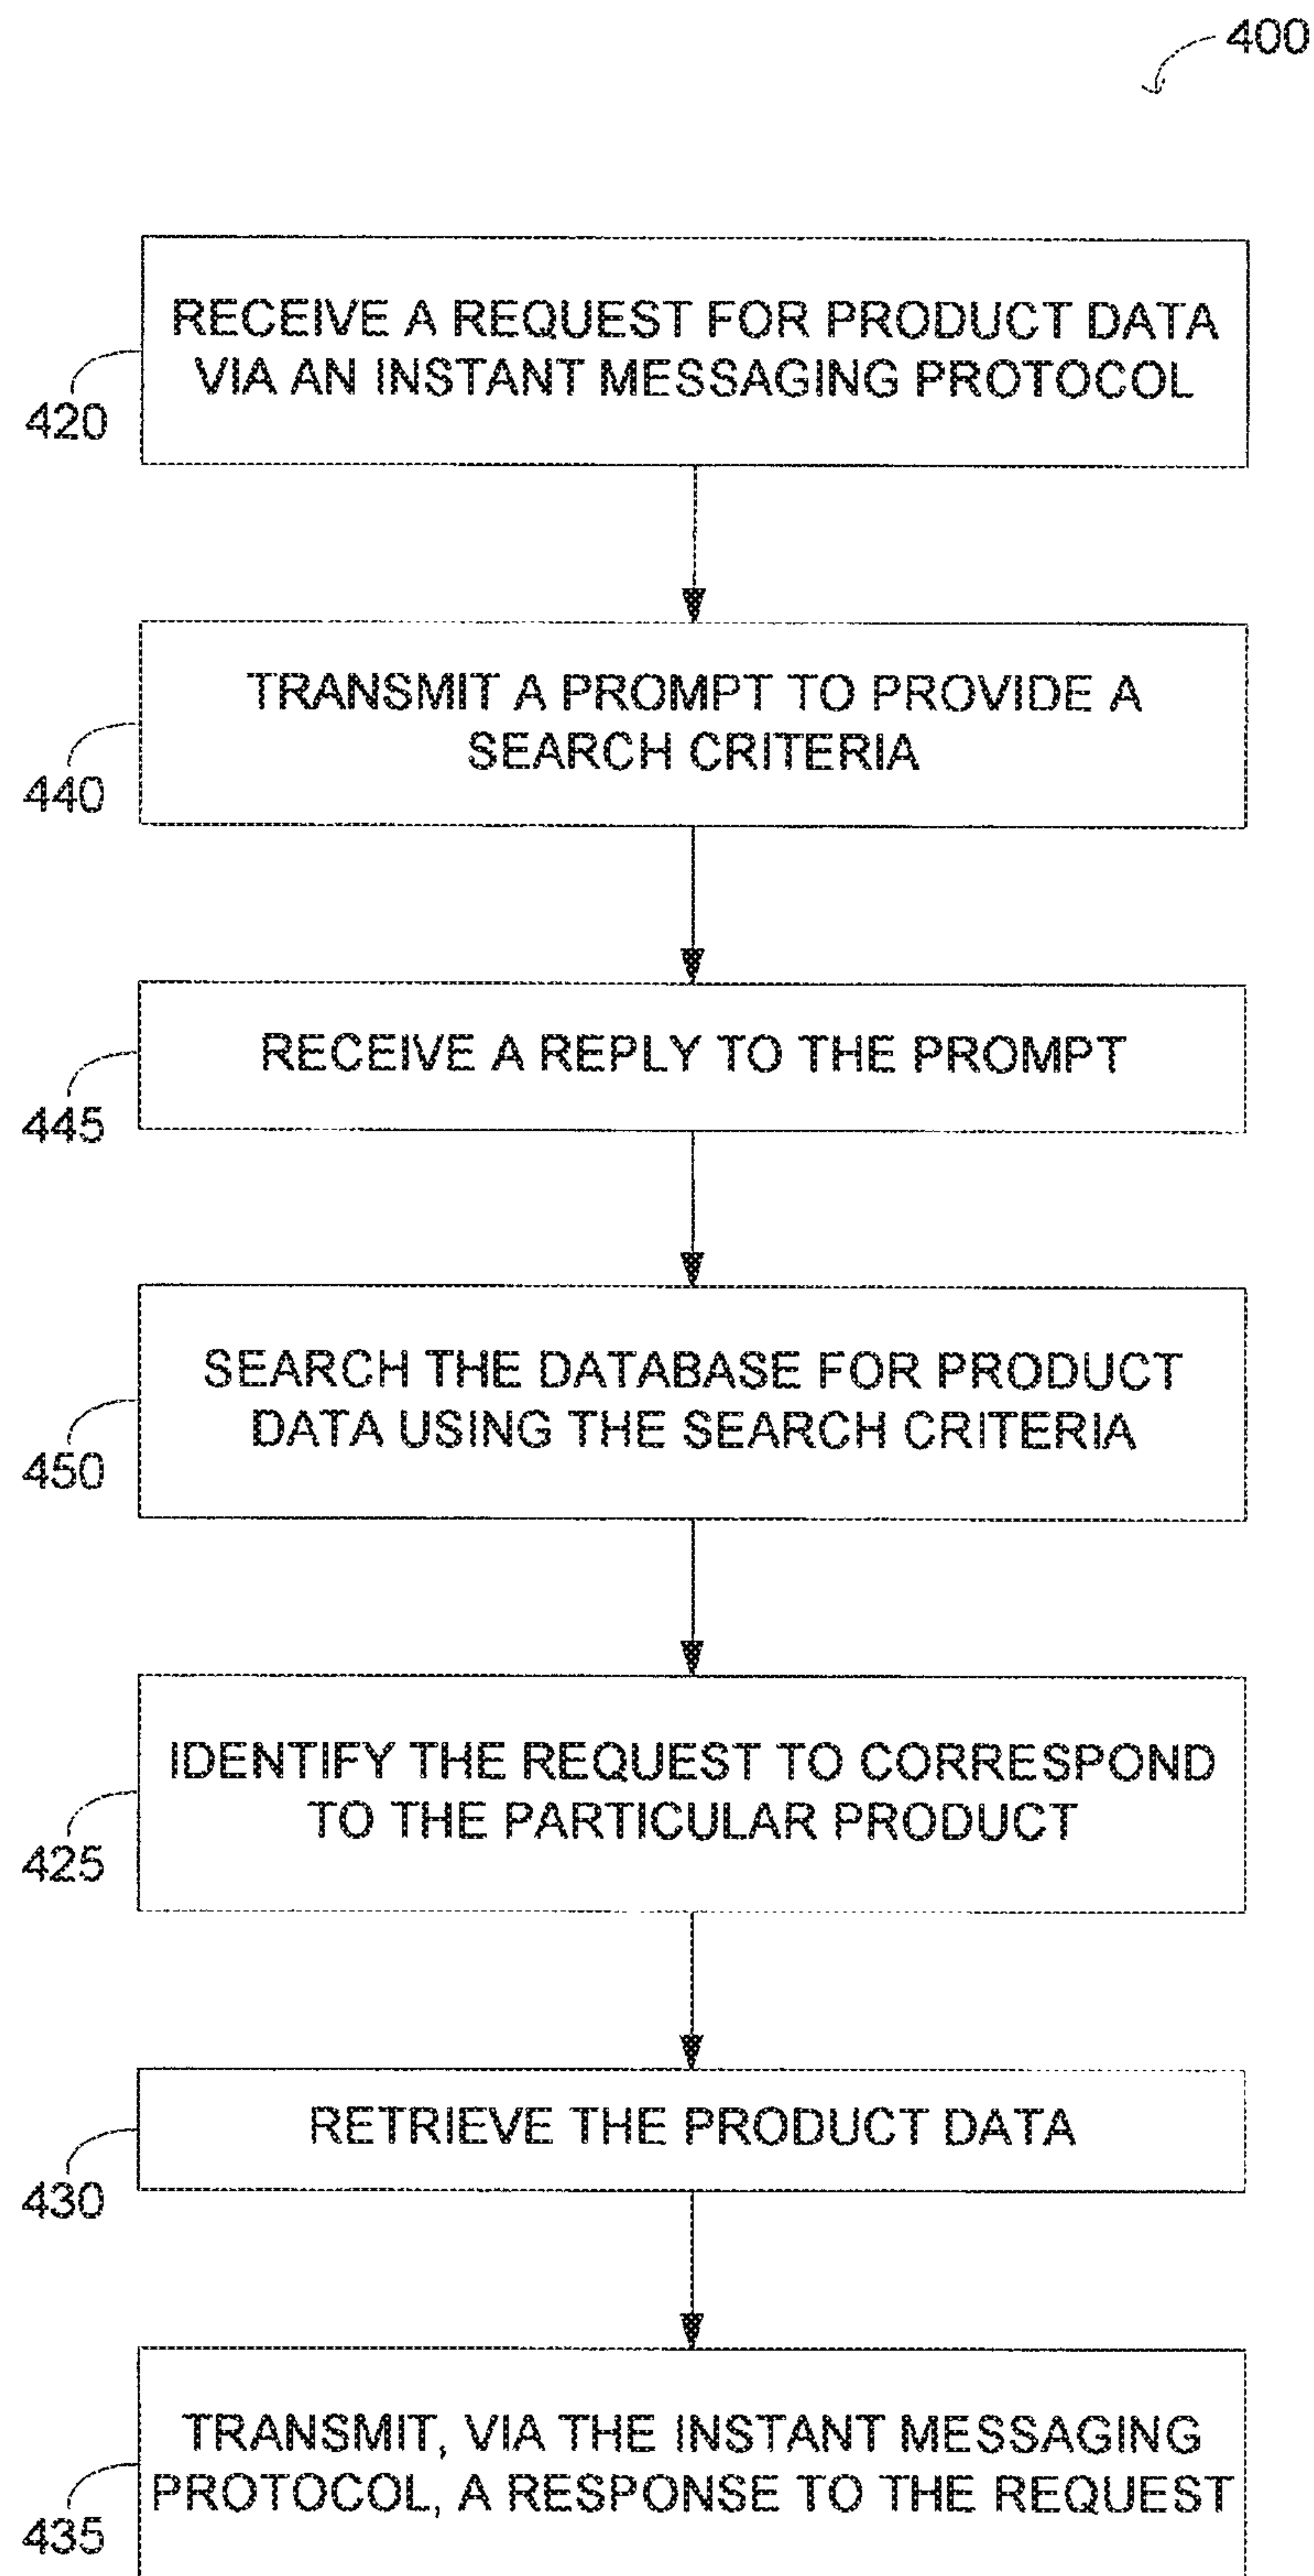 400
RECEIVE A REQUEST FOR PRODUCT DATA
VIA AN INSTANT MESSAGING PROTOCOL
420
TRANSMIT A PROMPT TO PROVIDE A
SEARCH CRITERIA
440
RECEIVE A REPLY TO THE PROMPT
445
SEARCH THE DATABASE FOR PRODUCT
DATA USING THE SEARCH CRITERIA
450
IDENTIFY THE REQUEST TO CORRESPOND
TO THE PARTICULAR PRODUCT
425
RETRIEVE THE PRODUCT DATA
430
TRANSMIT, VIA THE INSTANT MESSAGING
PROTOCOL, A RESPONSE TO THE REQUEST
435